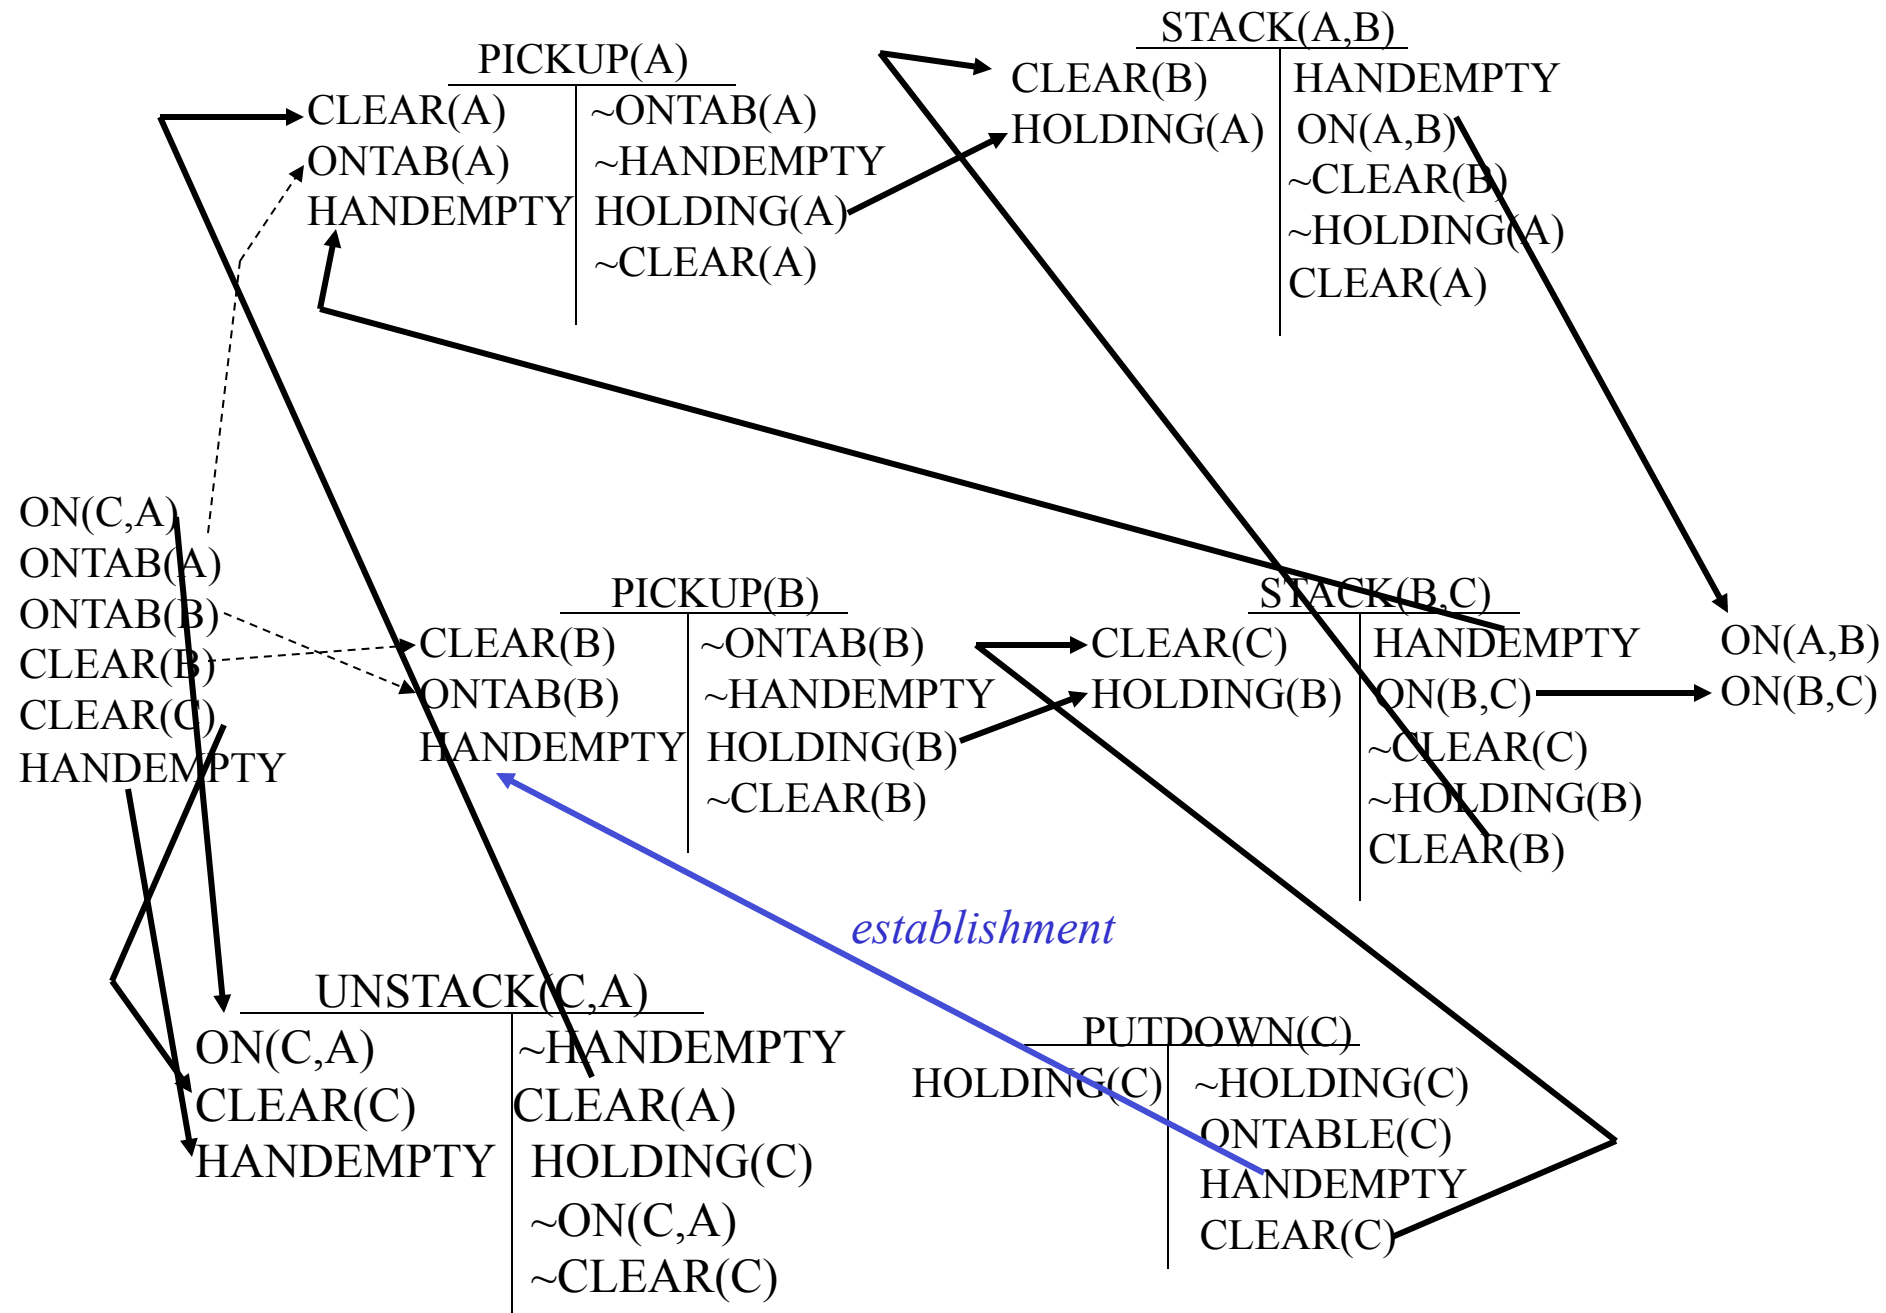 PICKUP(A)
CLEAR(A)
ONTAB(A)
HANDEMPTY
~ONTAB(A)
~HANDEMPTY
HOLDING(A)
~CLEAR(A)
STACK(A,B)
CLEAR(B)
HOLDING(A)
HANDEMPTY
ON(A,B)
~CLEAR(B)
~HOLDING(A)
CLEAR(A)
ON(C,A)
ONTAB(A)
ONTAB(B)
CLEAR(B)
CLEAR(C)
HANDEMPTY
PICKUP(B)
CLEAR(B)
ONTAB(B)
HANDEMPTY
~ONTAB(B)
~HANDEMPTY
HOLDING(B)
~CLEAR(B)
STACK(B,C)
CLEAR(C)
HOLDING(B)
HANDEMPTY
ON(B,C)
~CLEAR(C)
~HOLDING(B)
CLEAR(B)
ON(A,B)
ON(B,C)
establishment
UNSTACK(C,A)
ON(C,A)
CLEAR(C)
HANDEMPTY
~HANDEMPTY
CLEAR(A)
HOLDING(C)
~ON(C,A)
~CLEAR(C)
PUTDOWN(C)
HOLDING(C)
~HOLDING(C)
ONTABLE(C)
HANDEMPTY
CLEAR(C)